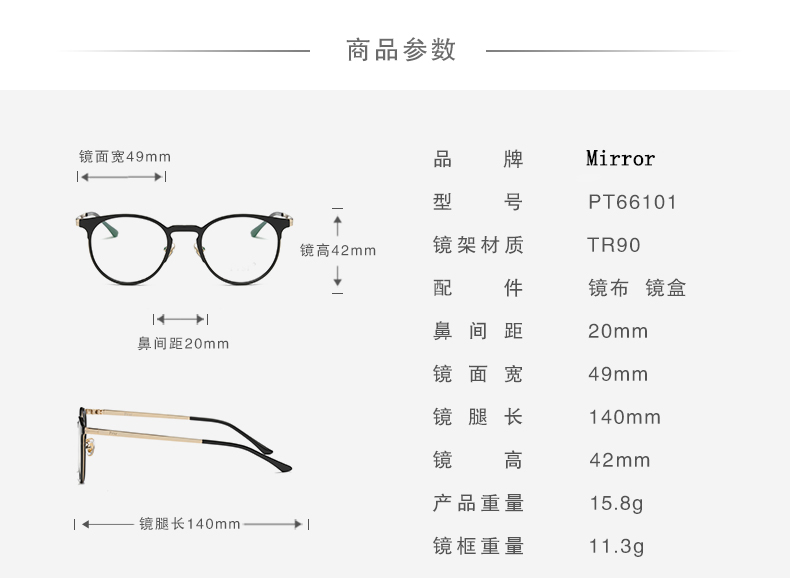 商品参数
镜面宽49mm
镜高42mm
鼻间距20mm
镜腿长140mm
品牌 Mirror
型号 PT66101
镜架材质 TR90
配件 镜布 镜盒
鼻间距 20mm
镜面宽 49mm
镜腿长 140mm
镜高 42mm
产品重量 15.8g
镜框重量 11.3g